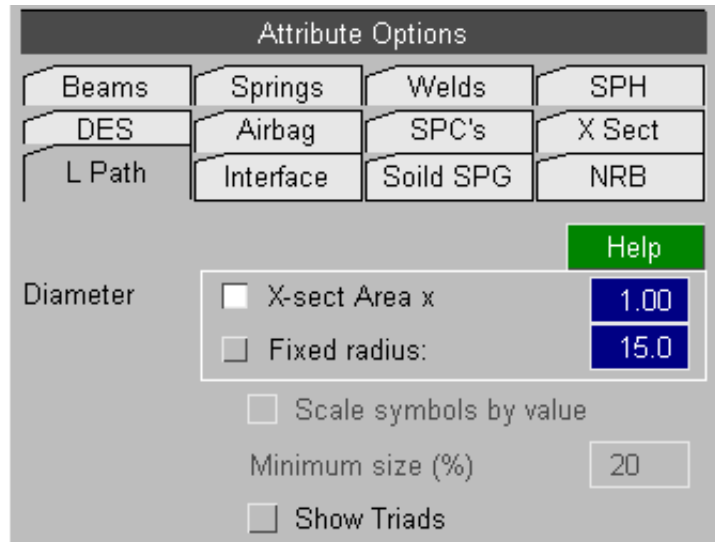 Attribute Options
Beams Springs Welds SPH
DES Airbag SPC's X Sect
L Path Interface Soild SPG NRB
Help
Diameter X-sect Area x 1.00
Fixed radius: 15.0
Scale symbols by value
Minimum size (%) 20
Show Triads